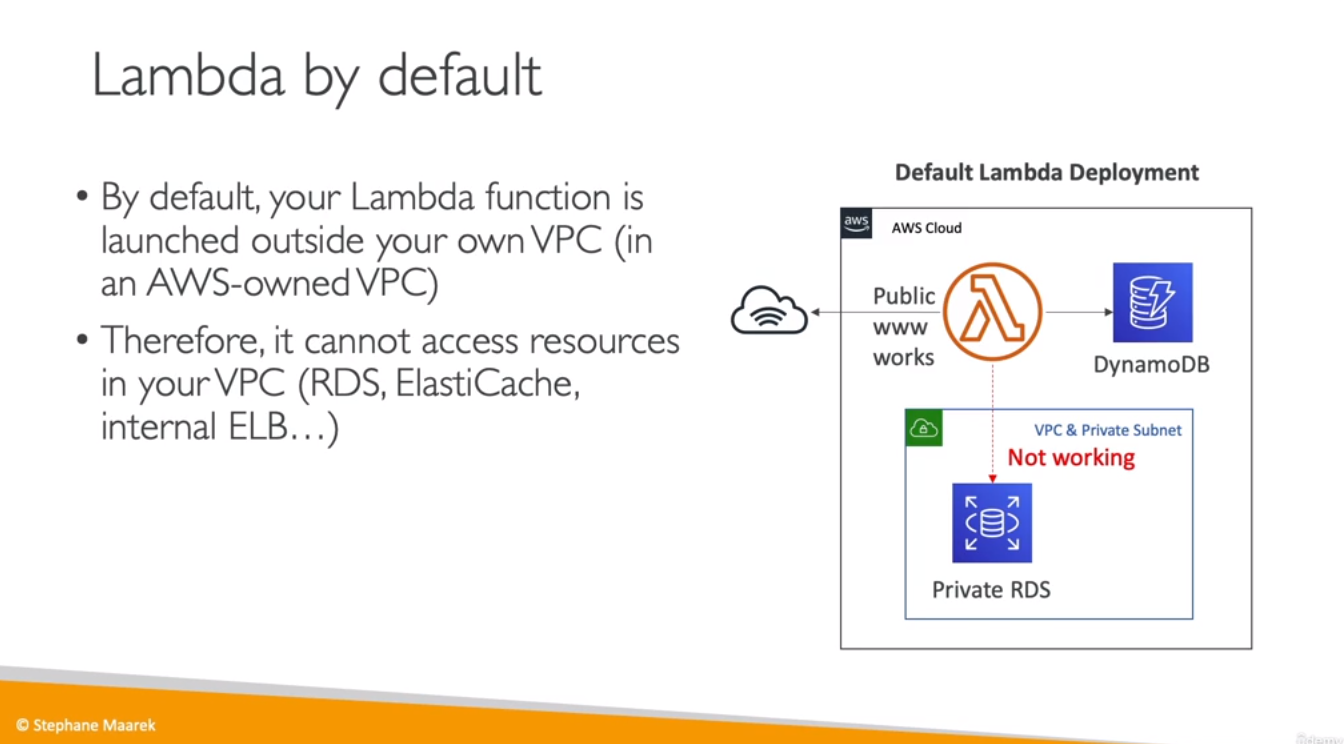 Lambda by default
• By default, your Lambda function is
launched outside your own VPC (in
an AWS-owned VPC)
• Therefore, it cannot access resources
in your VPC (RDS, ElastiCache,
internal ELB…)
Default Lambda Deployment
aws
AWS Cloud
Public
www
works
DynamoDB
VPC & Private Subnet
Not working
Private RDS
© Stephane Maarek